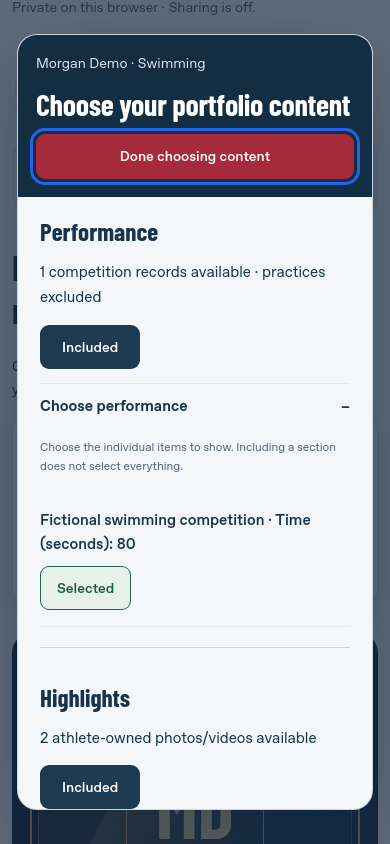 Private on this browser · Sharing is off.
Morgan Demo · Swimming
Choose your portfolio content
Done choosing content
Performance
1 competition records available · practices
excluded
Included
Choose performance –
Choose the individual items to show. Including a section
does not select everything.
Fictional swimming competition · Time
(seconds): 80
Selected
Highlights
2 athlete-owned photos/videos available
Included
MD